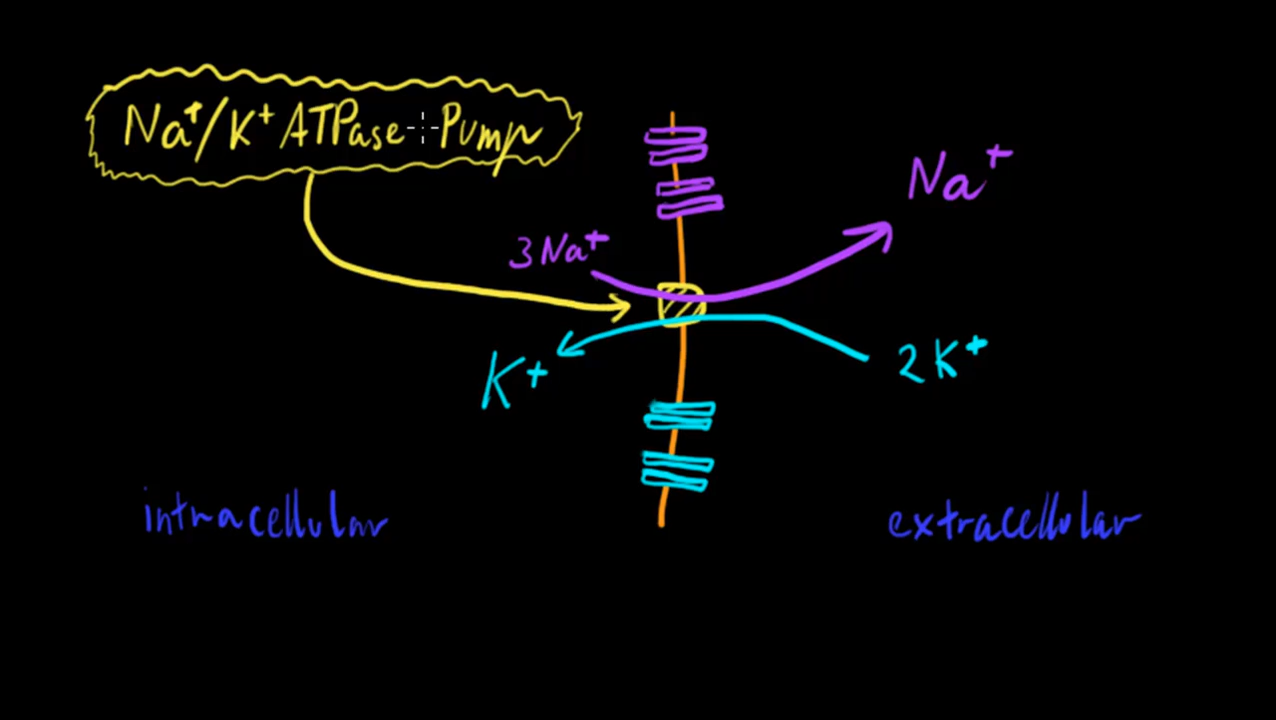 Na⁺/K⁺ ATPase Pump
Na⁺
3Na⁺
K⁺
2K⁺
intracellular
extracellular